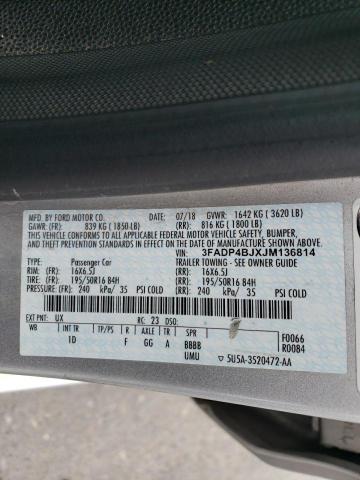 MFD. BY FORD MOTOR CO.
DATE: 07/18 GVWR: 1642 KG ( 3620 LB)
GAWR: (FR): 839 KG ( 1850 LB) (RR): 816 KG ( 1800 LB)
THIS VEHICLE CONFORMS TO ALL APPLICABLE FEDERAL MOTOR VEHICLE SAFETY, BUMPER,
AND THEFT PREVENTION STANDARDS IN EFFECT ON THE DATE OF MANUFACTURE SHOWN ABOVE.
VIN: 3FADP4BJXJM136814
TYPE: Passenger Car TRAILER TOWING - SEE OWNER GUIDE
RIM: (FR) 16X6.5J (RR): 16X6.5J
TIRE: (FR) 195/50R16 84H (RR): 195/50R16 84H
PRESSURE: (FR) 240 kPa/ 35 PSI COLD (RR): 240 kPa/ 35 PSI COLD
EXT PNT: UX RC: 23 DSO:
WB INT TR TP/PS R AXLE TR SPR
1D F GG A BBBB
UMU
F0066
R0084
5U5A-3520472-AA